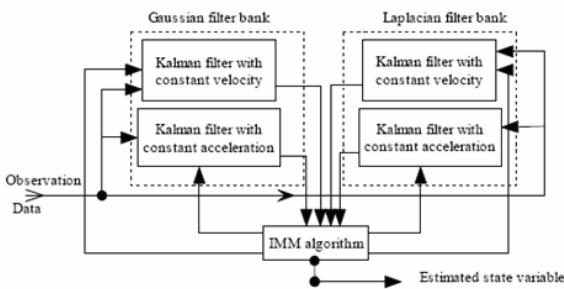 Gaussian filter bank
Laplacian filter bank
Kalman filter with
constant velocity
Kalman filter with
constant velocity
Kalman filter with
constant acceleration
Kalman filter with
constant acceleration
Observation
Data
IMM algorithm
Estimated state variable